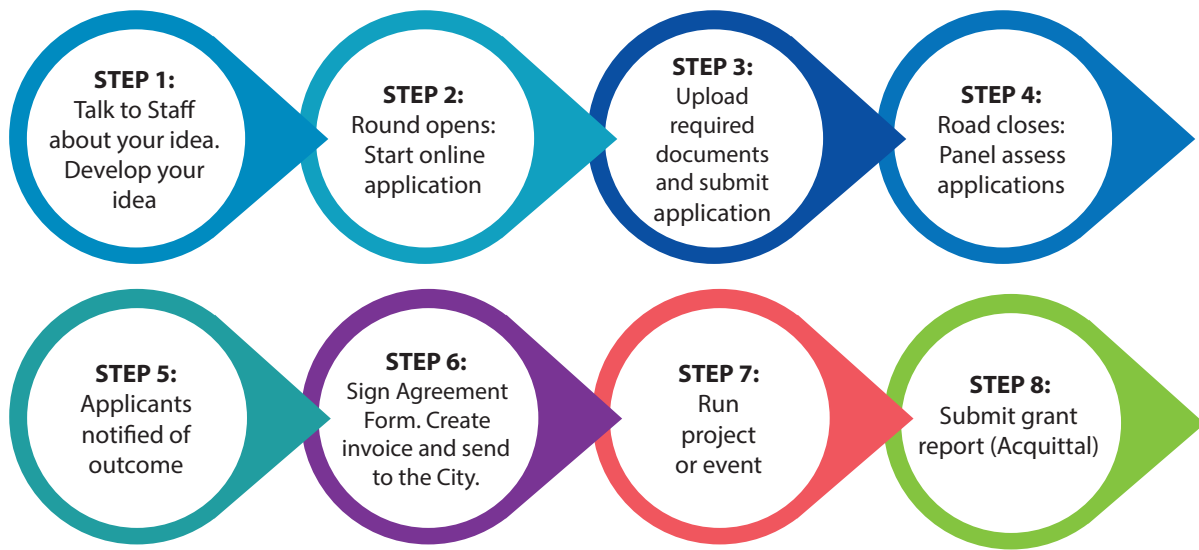 STEP 1:
Talk to Staff
about your idea.
Develop your
idea
STEP 2:
Round opens:
Start online
application
STEP 3:
Upload
required
documents
and submit
application
STEP 4:
Road closes:
Panel assess
applications
STEP 5:
Applicants
notified of
outcome
STEP 6:
Sign Agreement
Form. Create
invoice and send
to the City.
STEP 7:
Run
project
or event
STEP 8:
Submit grant
report (Acquittal)